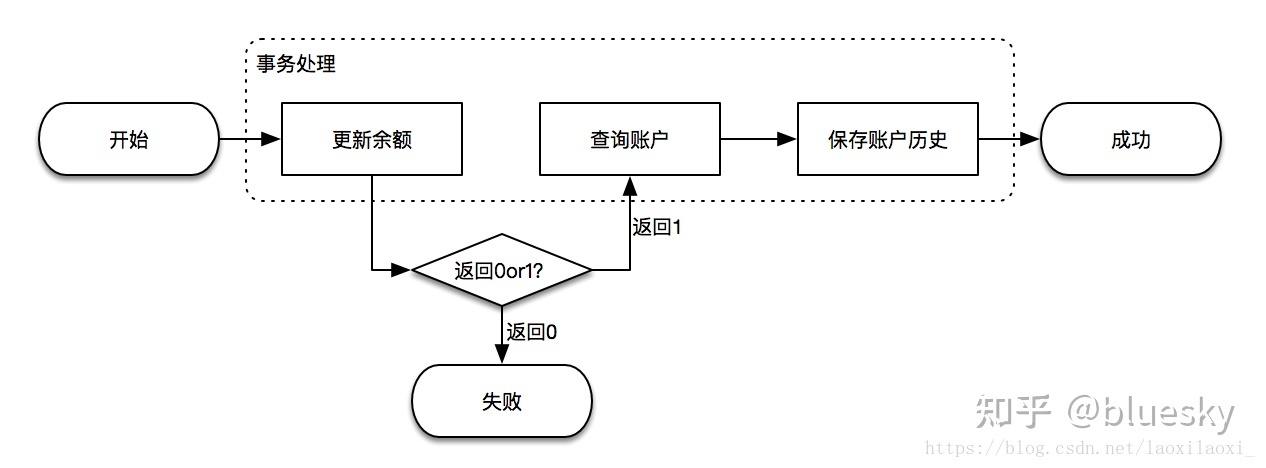 事务处理
开始
更新余额
查询账户
保存账户历史
成功
返回1
返回0or1?
返回0
失败
知乎 @bluesky
https://blog.csdn.net/laoxilaoxi_